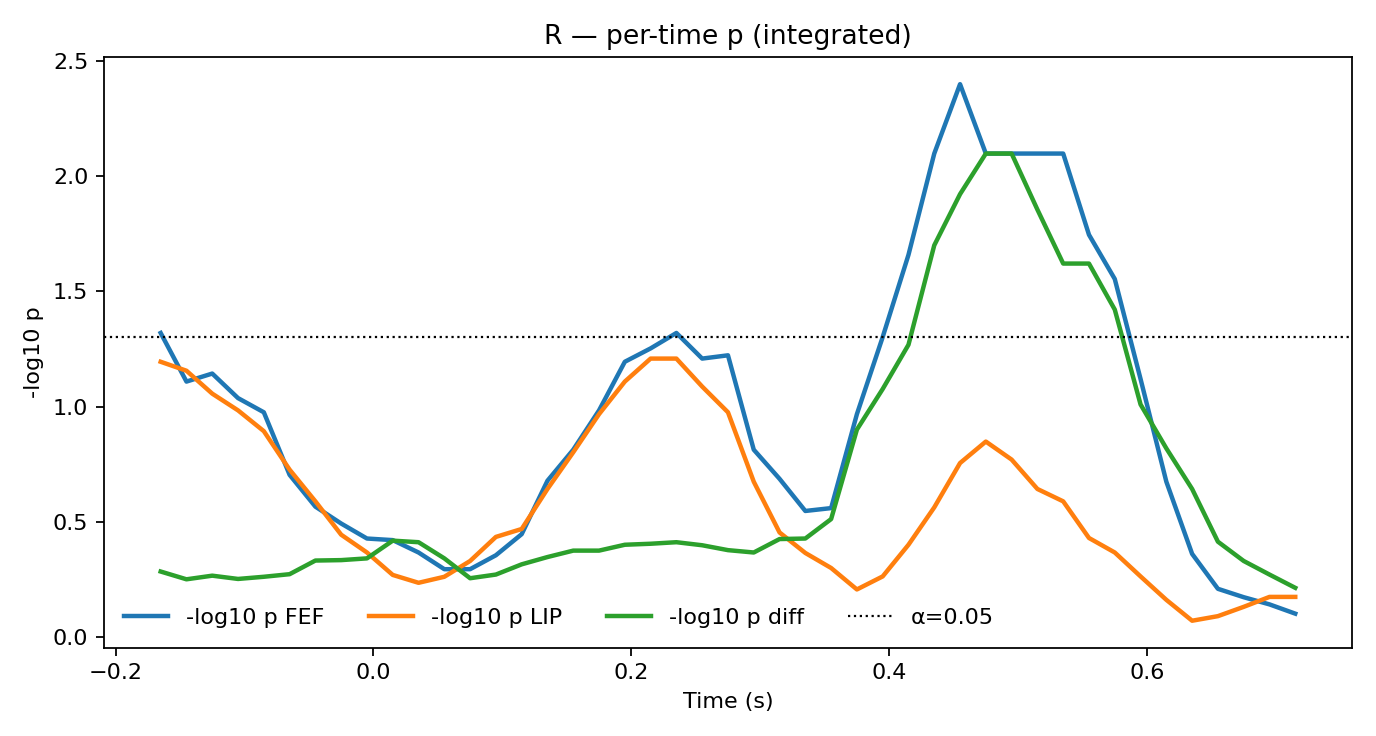 R — per-time p (integrated)
2.5
2.0
1.5
1.0
0.5
0.0
-log10 p
-log10 p FEF
-log10 p LIP
-log10 p diff
α=0.05
−0.2
0.0
0.2
0.4
0.6
Time (s)